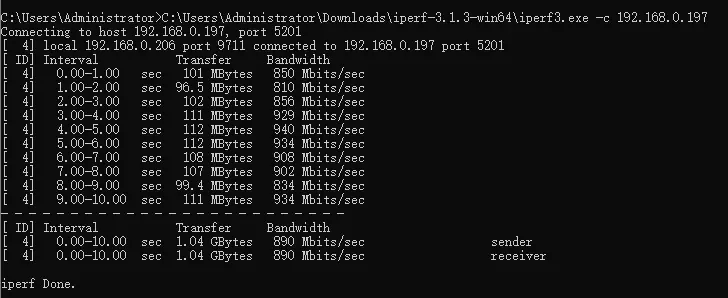 C:\Users\Administrator>C:\Users\Administrator\Downloads\iperf-3.1.3-win64\iperf3.exe -c 192.168.0.197
Connecting to host 192.168.0.197, port 5201
[  4] local 192.168.0.206 port 9711 connected to 192.168.0.197 port 5201
[ ID] Interval           Transfer     Bandwidth
[  4]   0.00-1.00   sec   101 MBytes   850 Mbits/sec
[  4]   1.00-2.00   sec  96.5 MBytes   810 Mbits/sec
[  4]   2.00-3.00   sec   102 MBytes   856 Mbits/sec
[  4]   3.00-4.00   sec   111 MBytes   929 Mbits/sec
[  4]   4.00-5.00   sec   112 MBytes   940 Mbits/sec
[  4]   5.00-6.00   sec   112 MBytes   934 Mbits/sec
[  4]   6.00-7.00   sec   108 MBytes   908 Mbits/sec
[  4]   7.00-8.00   sec   107 MBytes   902 Mbits/sec
[  4]   8.00-9.00   sec  99.4 MBytes   834 Mbits/sec
[  4]   9.00-10.00  sec   111 MBytes   934 Mbits/sec
- - - - - - - - - - - - - - - - - - - - - - - - -
[ ID] Interval           Transfer     Bandwidth
[  4]   0.00-10.00  sec  1.04 GBytes   890 Mbits/sec                  sender
[  4]   0.00-10.00  sec  1.04 GBytes   890 Mbits/sec                  receiver
iperf Done.